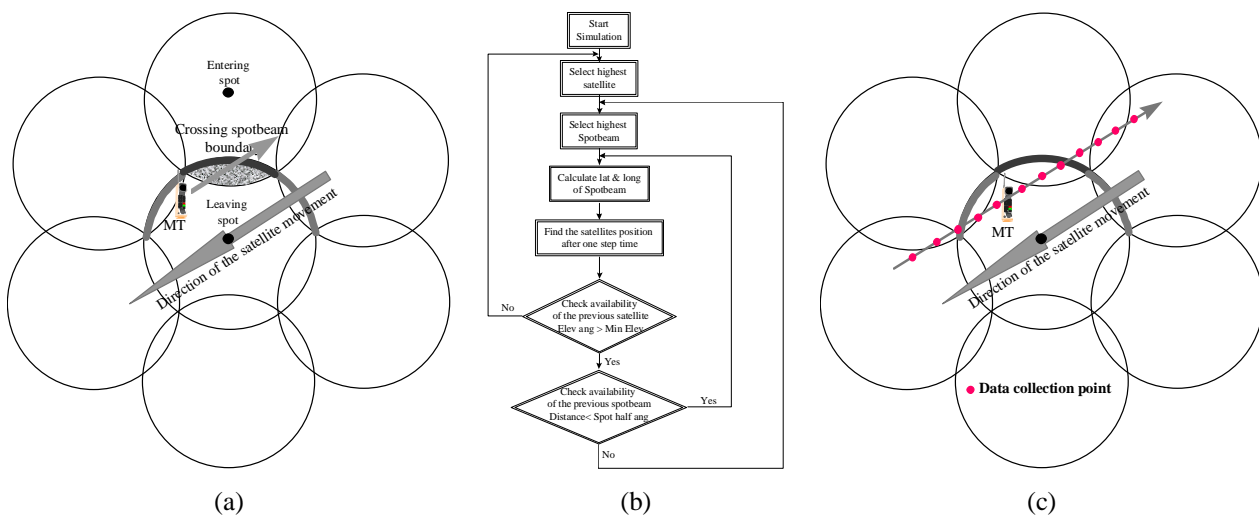 Entering
spot
Crossing spotbeam
boundary
Leaving
spot
MT
Direction of the satellite movement
(a)
Start
Simulation
Select highest
satellite
Select highest
Spotbeam
Calculate lat & long
of Spotbeam
Find the satellites position
after one step time
Check availability
of the previous satellite
Elev ang > Min Elev
No
Yes
Check availability
of the previous spotbeam
Distance< Spot half ang
Yes
No
(b)
MT
Direction of the satellite movement
Data collection point
(c)